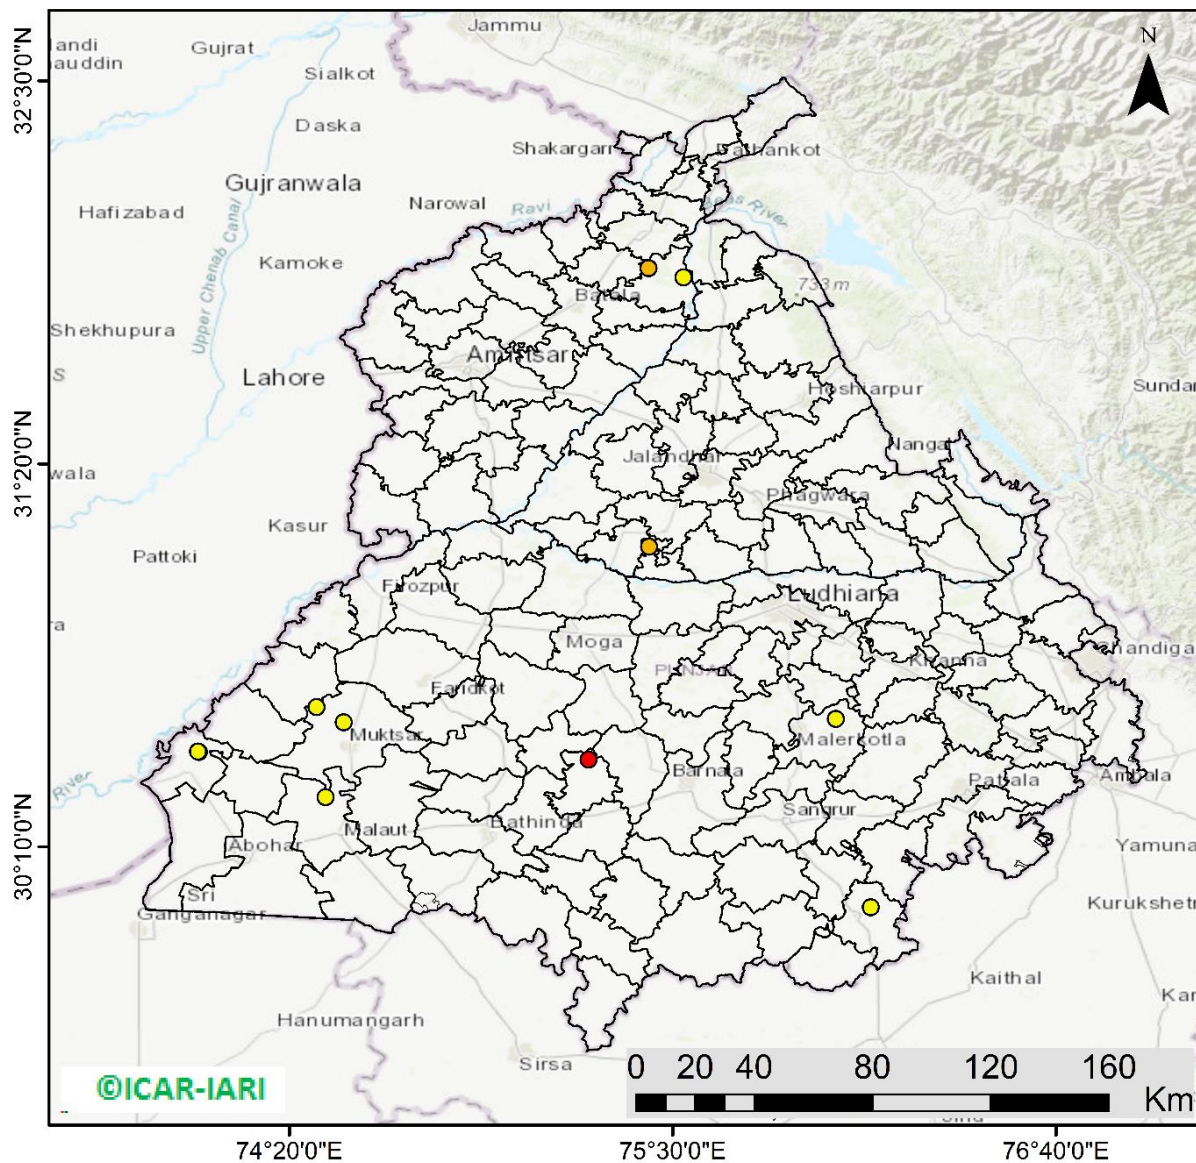 Jammu
N
Gujrat
32°30'0"N
Sialkot
Daska
Shakargarh
Pathankot
Gujranwala
Narowal
Ravi
River
Hafizabad
Upper Chenab Canal
Kamoke
733 m
Batala
Shekhupura
Amritsar
S
Lahore
Hoshiarpur
Sundar
Nangal
31°20'0"N
wala
Jalandhar
Phagwara
Kasur
Pattoki
Firozpur
Ludhiana
ra
Moga
Chandiga
PUNJAB
Khanna
Faridkot
Muktsar
Malerkotla
River
Barnala
Patiala
Ambala
Sangrur
Bathinda
Malaut
30°10'0"N
Abohar
Yamuna
Sri
Ganganagar
Kurukshetr
Kaithal
Kar
Hanumangarh
Sirsa
0 20 40 80 120 160
Km
©ICAR-IARI
74°20'0"E 75°30'0"E 76°40'0"E